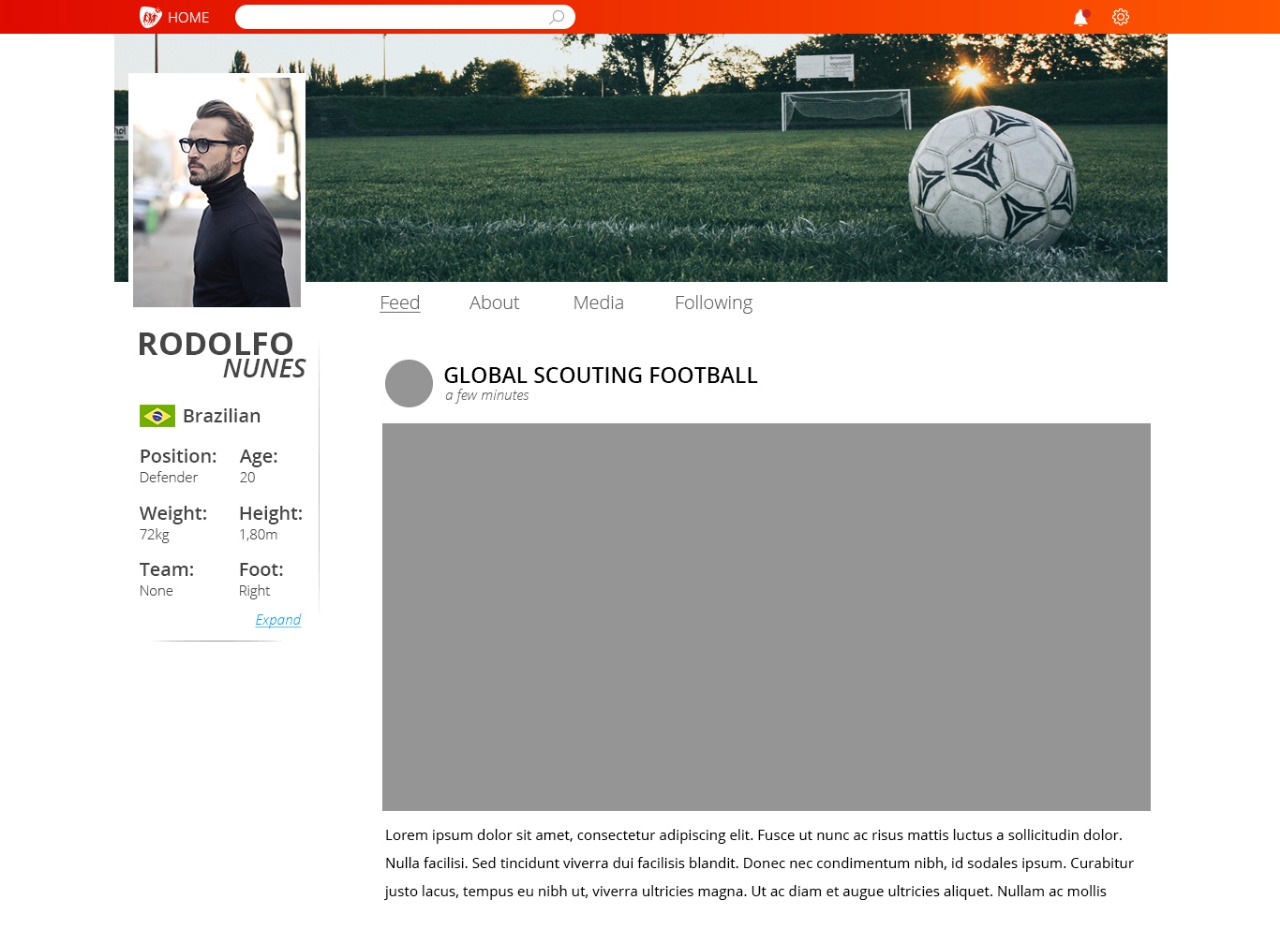 HOME
Feed
About
Media
Following
RODOLFO
NUNES
Brazilian
Position: Age:
Defender 20
Weight: Height:
72kg 1,80m
Team: Foot:
None Right
Expand
GLOBAL SCOUTING FOOTBALL
a few minutes
Lorem ipsum dolor sit amet, consectetur adipiscing elit. Fusce ut nunc ac risus mattis luctus a sollicitudin dolor.
Nulla facilisi. Sed tincidunt viverra dui facilisis blandit. Donec nec condimentum nibh, id sodales ipsum. Curabitur
justo lacus, tempus eu nibh ut, viverra ultricies magna. Ut ac diam et augue ultricies aliquet. Nullam ac mollis